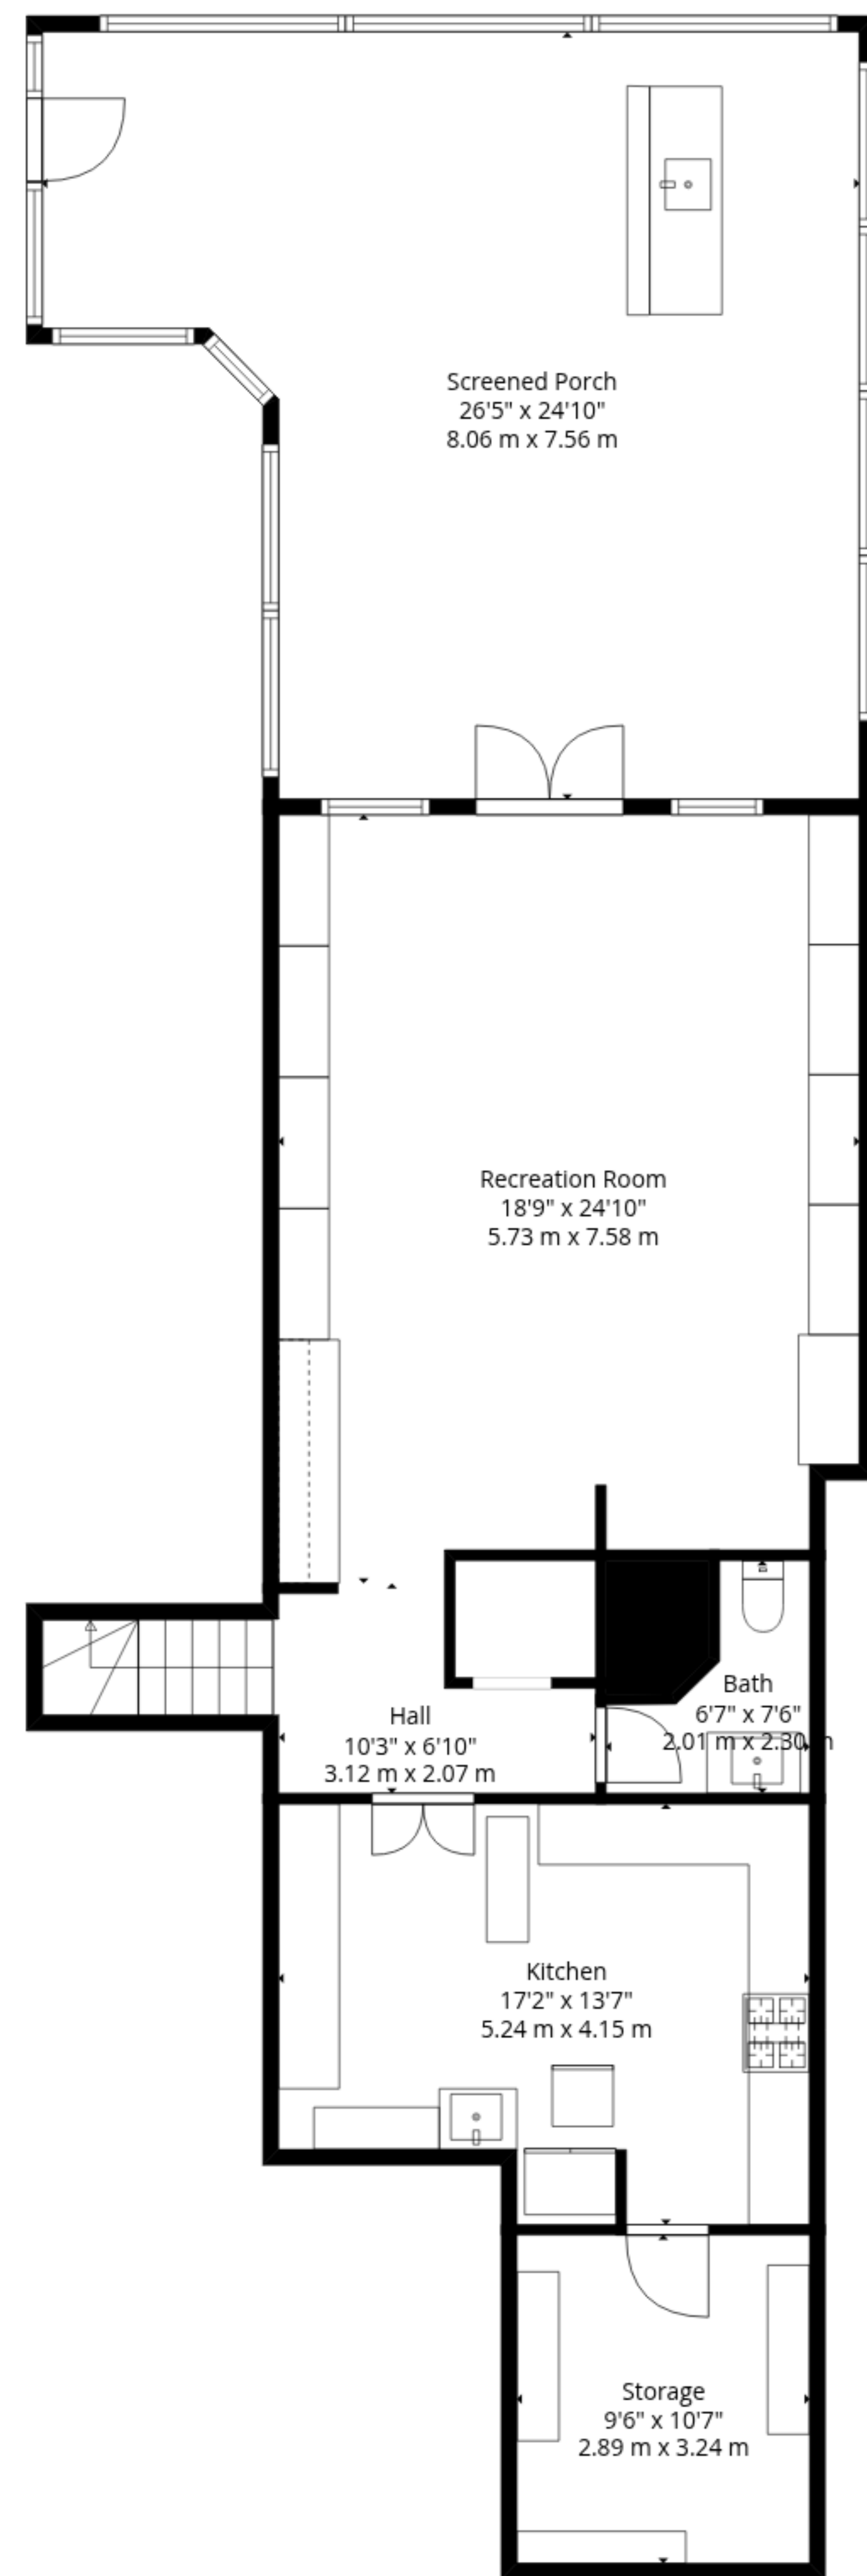 Screened Porch
26'5" x 24'10"
8.06 m x 7.56 m
Recreation Room
18'9" x 24'10"
5.73 m x 7.58 m
Bath
6'7" x 7'6"
2.01 m x 2.30 m
Hall
10'3" x 6'10"
3.12 m x 2.07 m
Kitchen
17'2" x 13'7"
5.24 m x 4.15 m
Storage
9'6" x 10'7"
2.89 m x 3.24 m